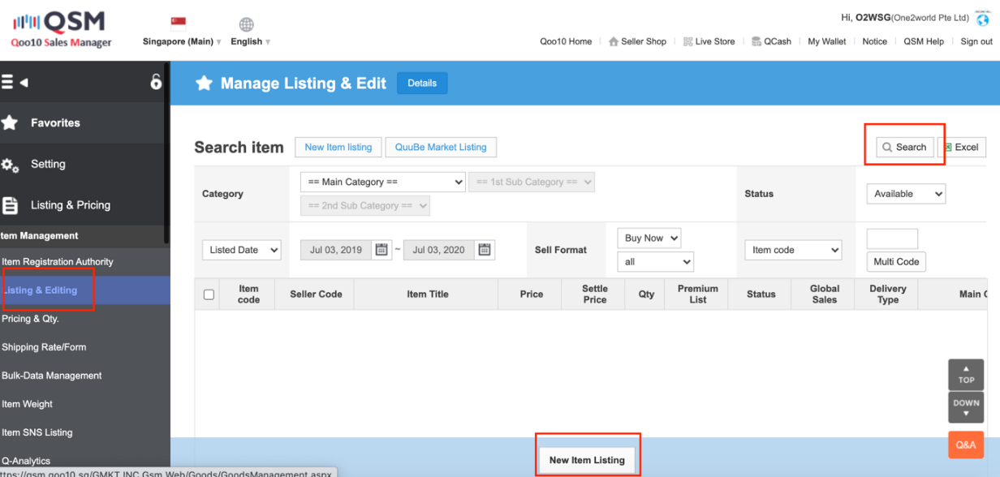 QSM
Qoo10 Sales Manager
Singapore (Main) ▼ English ▼
Hi, O2WSG(One2world Pte Ltd)
Qoo10 Home Seller Shop Live Store QCash My Wallet Notice QSM Help Sign out
Manage Listing & Edit Details
Favorites
Setting
Listing & Pricing
tem Management
Item Registration Authority
Listing & Editing
Pricing & Qty.
Shipping Rate/Form
Bulk-Data Management
Item Weight
Item SNS Listing
Q-Analytics
Search item New Item listing QuuBe Market Listing Search Excel
Category == Main Category == == 1st Sub Category == Status Available
== 2nd Sub Category ==
Listed Date Jul 03, 2019 ~ Jul 03, 2020 Sell Format Buy Now Item code
all Multi Code
Item code Seller Code Item Title Price Settle Price Qty Premium List Status Global Sales Delivery Type Main
▲
TOP
DOWN
▼
Q&A
New Item Listing
ttps://qsm.qoo10.sg/GMKT.INC.Gsm.Web/Goods/GoodsManagement.aspx